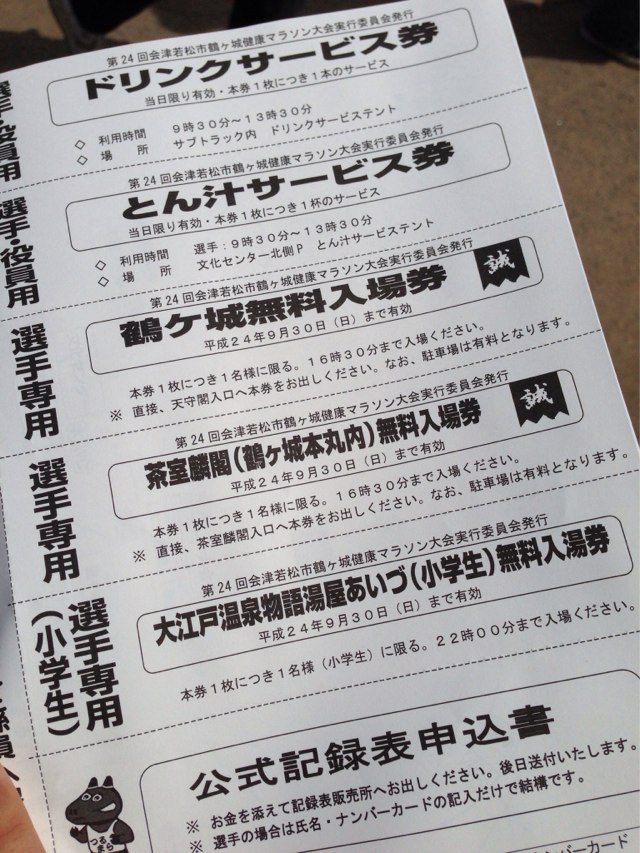 第24回会津若松市鶴ヶ城健康マラソン大会実行委員会発行
ドリンクサービス券
当日限り有効・本券1枚につき1本のサービス
◇ 利用時間 9時30分～13時30分
◇ 場 所 サブトラック内 ドリンクサービステント
選手・役員用
第24回会津若松市鶴ヶ城健康マラソン大会実行委員会発行
とん汁サービス券
当日限り有効・本券1枚につき1杯のサービス
◇ 利用時間 選手：9時30分～13時30分
◇ 場 所 文化センター北側P とん汁サービステント
選手・役員用
第24回会津若松市鶴ヶ城健康マラソン大会実行委員会発行
鶴ケ城無料入場券
誠
平成24年9月30日（日）まで有効
本券1枚につき1名様に限る。16時30分まで入場ください。
※ 直接、天守閣入口へ本券をお出しください。なお、駐車場は有料となります。
選手専用
第24回会津若松市鶴ヶ城健康マラソン大会実行委員会発行
茶室麟閣（鶴ヶ城本丸内）無料入場券
誠
平成24年9月30日（日）まで有効
本券1枚につき1名様に限る。16時30分まで入場ください。
※ 直接、茶室麟閣入口へ本券をお出しください。なお、駐車場は有料となります。
選手専用
第24回会津若松市鶴ヶ城健康マラソン大会実行委員会発行
大江戸温泉物語湯屋あいづ（小学生）無料入湯券
平成24年9月30日（日）まで有効
本券1枚につき1名様（小学生）に限る。22時00分まで入場ください。
選手専用
（小学生）
公式記録表申込書
※ お金を添えて記録表販売所へお出しください。後日送付いたします。
※ 選手の場合は氏名・ナンバーカードの記入だけで結構です。
ナンバーカード